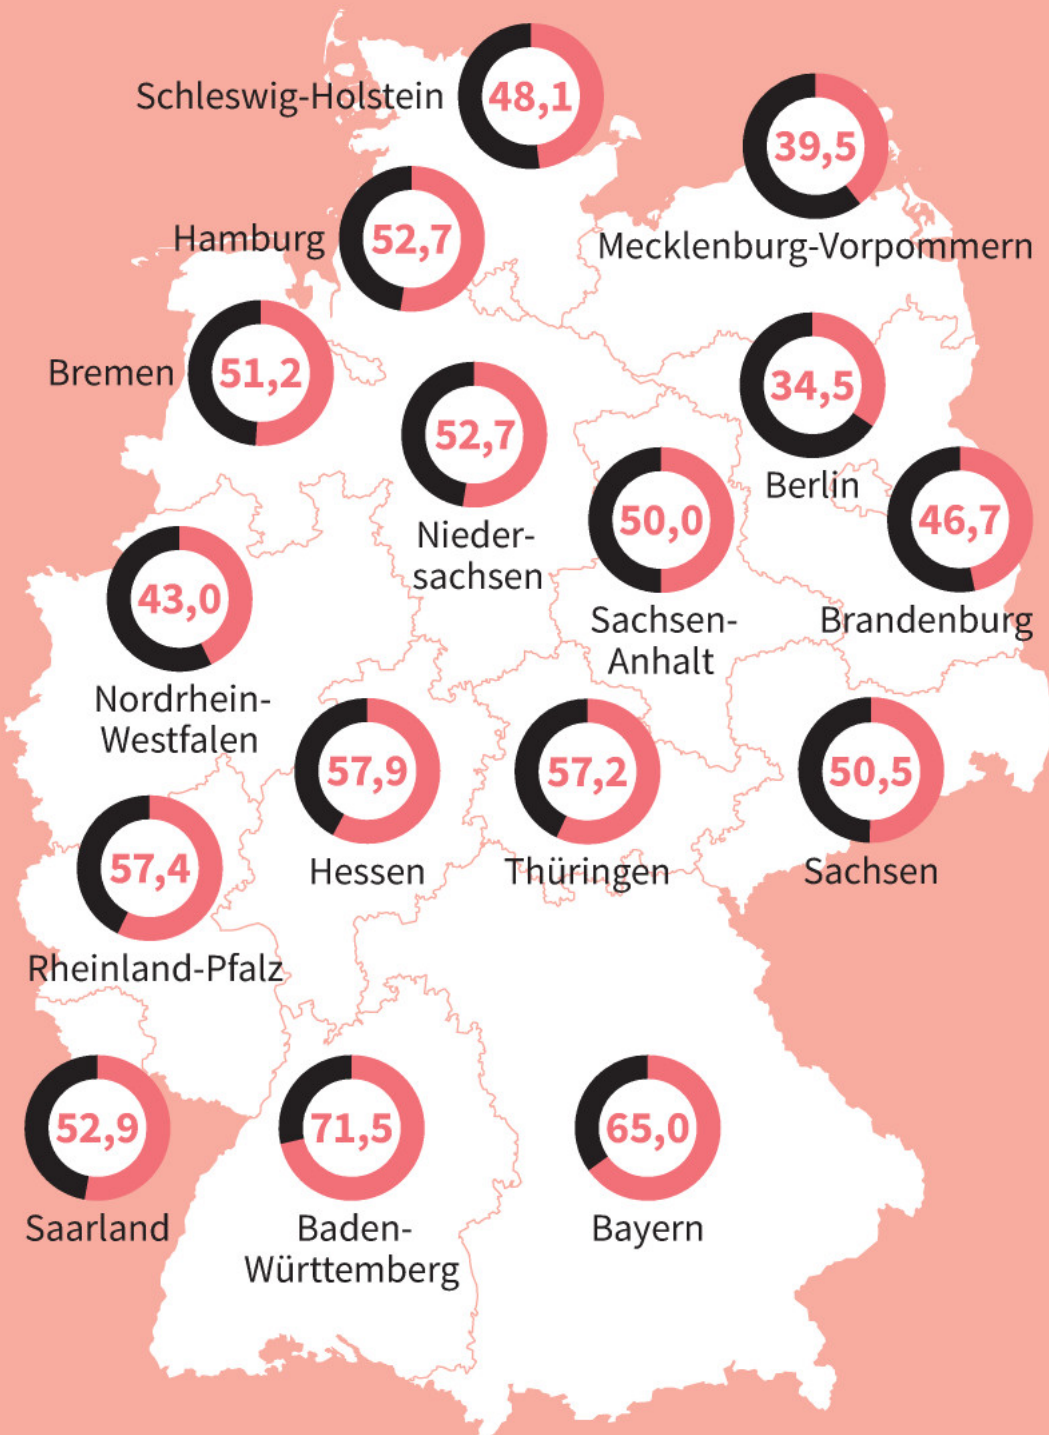 Schleswig-Holstein
48,1
39,5
Mecklenburg-Vorpommern
Hamburg
52,7
Bremen
51,2
34,5
Berlin
52,7
Nieder-
sachsen
50,0
Sachsen-
Anhalt
46,7
Brandenburg
43,0
Nordrhein-
Westfalen
57,9
Hessen
57,2
Thüringen
50,5
Sachsen
57,4
Rheinland-Pfalz
52,9
Saarland
71,5
Baden-
Württemberg
65,0
Bayern